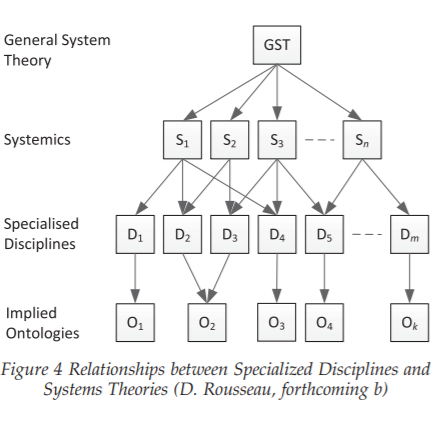 General System
Theory
GST
Systemics
S₁ S₂ S₃ Sₙ
Specialised
Disciplines
D₁ D₂ D₃ D₄ D₅ Dₘ
Implied
Ontologies
O₁ O₂ O₃ O₄ Oₖ
Figure 4 Relationships between Specialized Disciplines and
Systems Theories (D. Rousseau, forthcoming b)